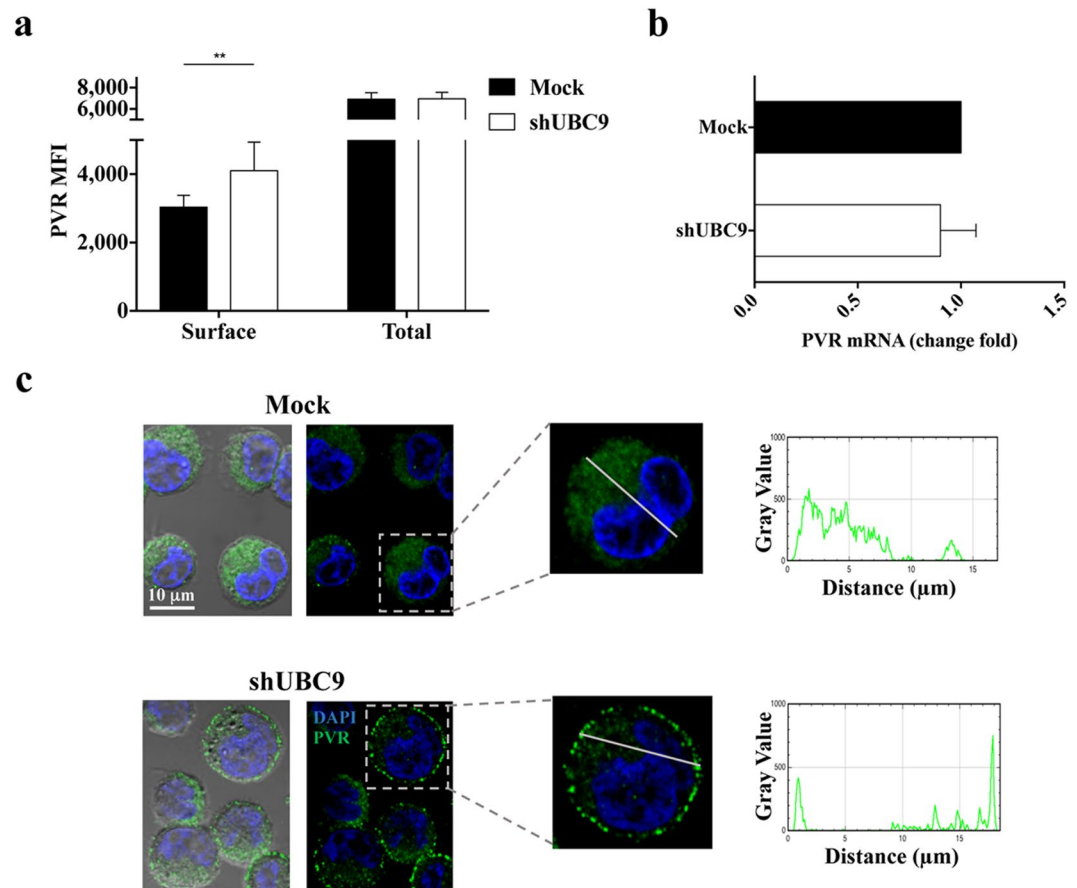 a
**
8,000
6,000
4,000
2,000
0
PVR MFI
Surface
Total
Mock
shUBC9
b
Mock
shUBC9
0.0
0.5
1.0
1.5
PVR mRNA (change fold)
c
Mock
10 µm
1000
500
0
0
5
10
15
Gray Value
Distance (µm)
shUBC9
DAPI
PVR
1000
500
0
0
5
10
15
Gray Value
Distance (µm)